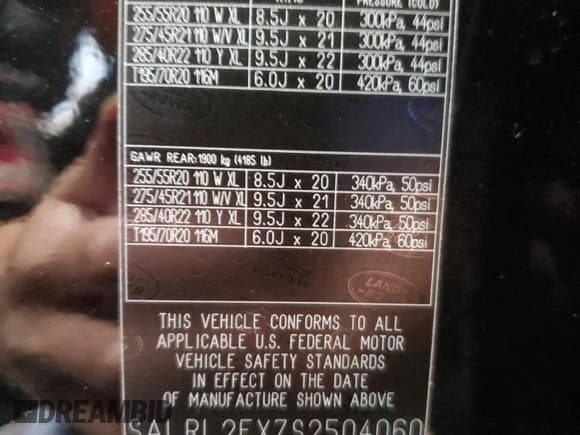 PRESSURE (COLD)
255/55R20 110 W XL 8.5J x 20 300kPa, 44psi
275/45R21 110 W/V XL 9.5J x 21 300kPa, 44psi
285/40R22 110 Y XL 9.5J x 22 300kPa, 44psi
T195/70R20 116M 6.0J x 20 420kPa, 60psi
GAWR REAR: 1900 kg (4185 lb)
255/55R20 110 W XL 8.5J x 20 340kPa, 50psi
275/45R21 110 W/V XL 9.5J x 21 340kPa, 50psi
285/40R22 110 Y XL 9.5J x 22 340kPa, 50psi
T195/70R20 116M 6.0J x 20 420kPa, 60psi
LAND ROVER
THIS VEHICLE CONFORMS TO ALL
APPLICABLE U.S. FEDERAL MOTOR
VEHICLE SAFETY STANDARDS
IN EFFECT ON THE DATE
OF MANUFACTURE SHOWN ABOVE
SALRL2EX7S2504060
DREAMBID